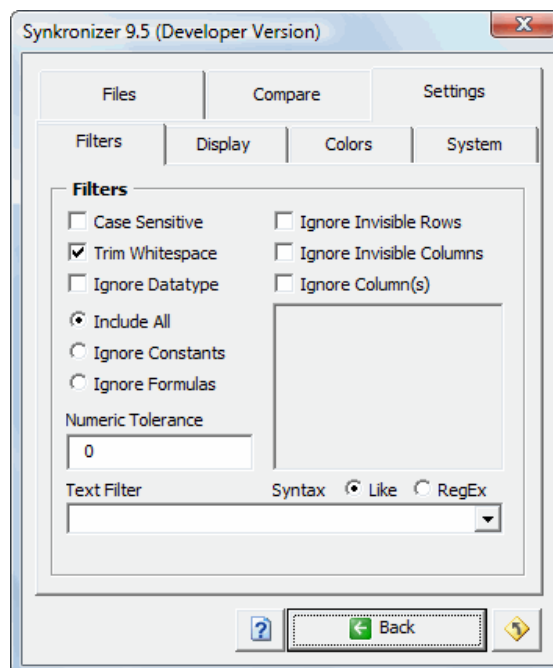 Synkronizer 9.5 (Developer Version)
Files Compare Settings
Filters Display Colors System
Filters
Case Sensitive Ignore Invisible Rows
Trim Whitespace Ignore Invisible Columns
Ignore Datatype Ignore Column(s)
Include All
Ignore Constants
Ignore Formulas
Numeric Tolerance
0
Text Filter Syntax Like RegEx
Back